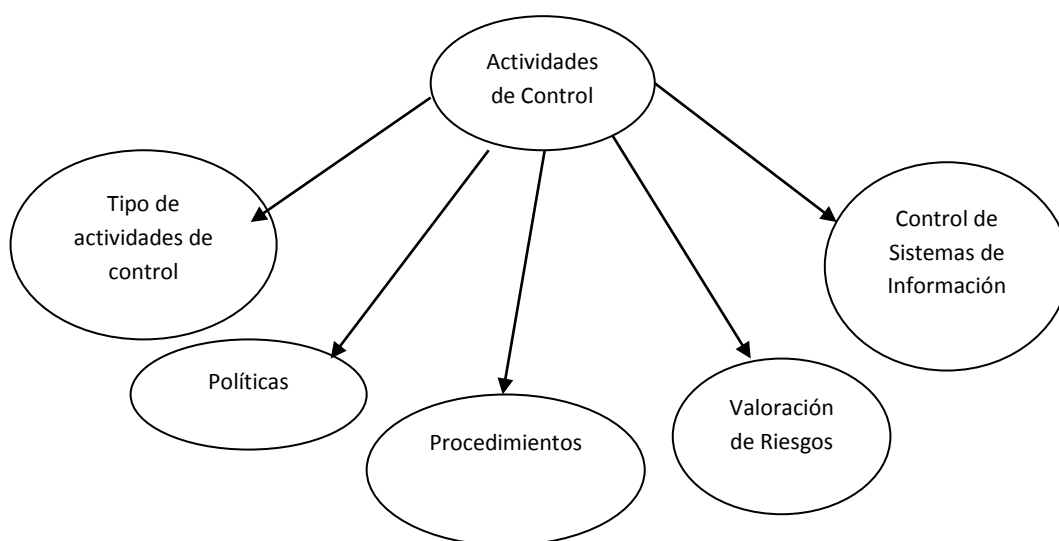 Actividades
de Control
Tipo de
actividades de
control
Políticas
Procedimientos
Valoración
de Riesgos
Control de
Sistemas de
Información